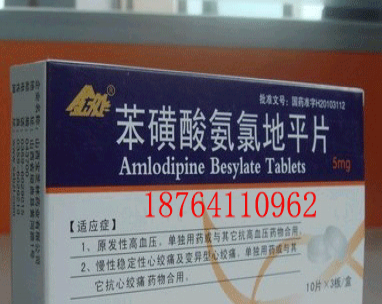 批准文号：国药准字H20103112
苯磺酸氨氯地平片
Amlodipine Besylate Tablets
5mg
18764110962
【适应症】
1、原发性高血压，单独用药或与其它抗高血压药物合用。
2、慢性稳定性心绞痛及变异型心绞痛，单独用药或与
其它抗心绞痛药物合用。
10片×3板/盒